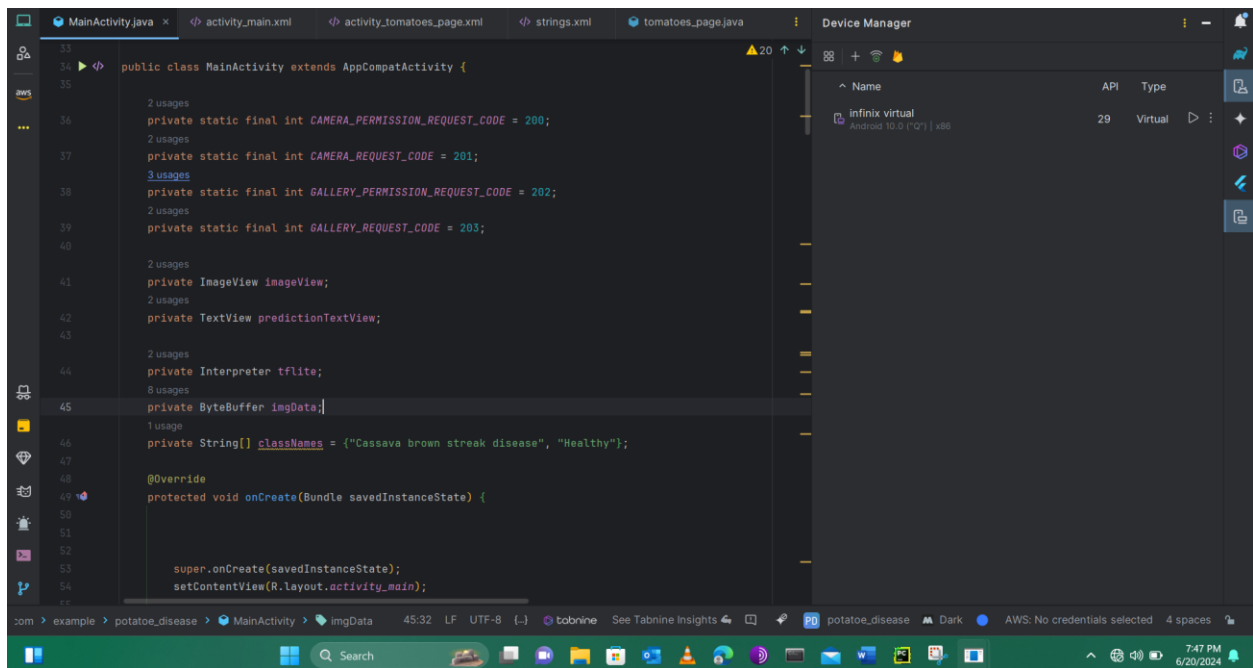 MainActivity.java × </> activity_main.xml </> activity_tomatoes_page.xml </> strings.xml tomatoes_page.java Device Manager
33 20
34 </> public class MainActivity extends AppCompatActivity {
35
2 usages
36 private static final int CAMERA_PERMISSION_REQUEST_CODE = 200;
2 usages
37 private static final int CAMERA_REQUEST_CODE = 201;
3 usages
38 private static final int GALLERY_PERMISSION_REQUEST_CODE = 202;
2 usages
39 private static final int GALLERY_REQUEST_CODE = 203;
40
2 usages
41 private ImageView imageView;
2 usages
42 private TextView predictionTextView;
43
2 usages
44 private Interpreter tflite;
8 usages
45 private ByteBuffer imgData;
1 usage
46 private String[] classNames = {"Cassava brown streak disease", "Healthy"};
47
48 @Override
49 protected void onCreate(Bundle savedInstanceState) {
50
51
52
53 super.onCreate(savedInstanceState);
54 setContentView(R.layout.activity_main);
55
Name API Type
infinix virtual 29 Virtual
Android 10.0 ("Q") | x86
aws
com > example > potatoe_disease > MainActivity > imgData 45:32 LF UTF-8 {..} tabnine See Tabnine Insights PD potatoe_disease Dark AWS: No credentials selected 4 spaces
Search
7:47 PM
6/20/2024